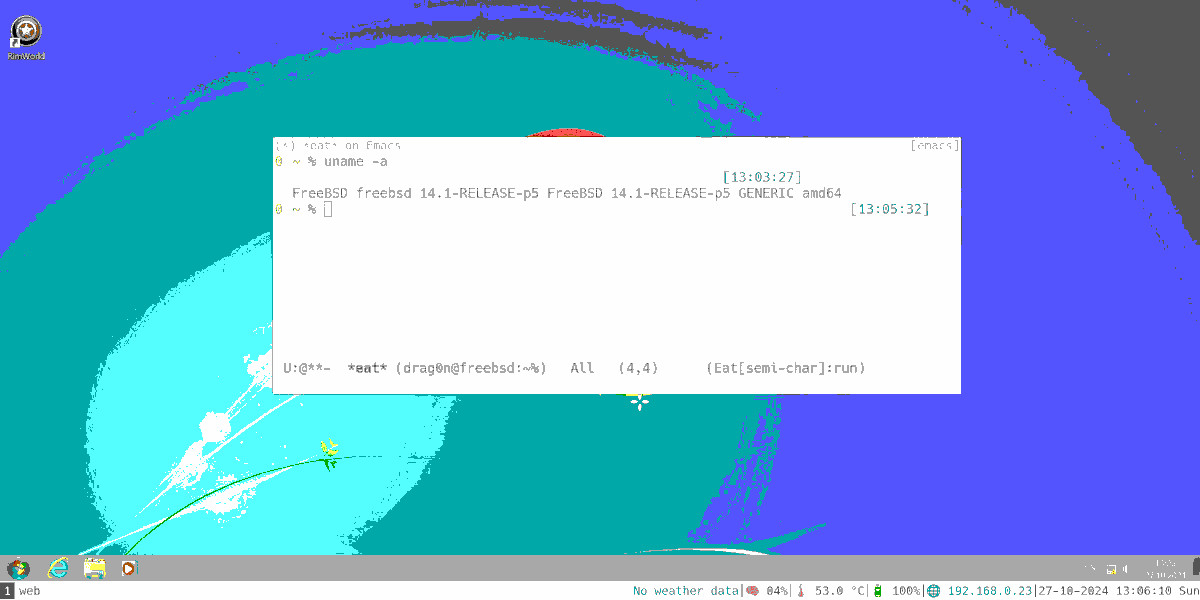 RimWorld
(*) *eat* on Emacs [emacs]
0 ~ % uname -a
[13:03:27]
FreeBSD freebsd 14.1-RELEASE-p5 FreeBSD 14.1-RELEASE-p5 GENERIC amd64
0 ~ % [13:05:32]
U:@**- *eat* (drag0n@freebsd:~%) All (4,4) (Eat[semi-char]:run)
1 web No weather data| 04%| 53.0 °C| 100%| 192.168.0.23|27-10-2024 13:06:10 Sun